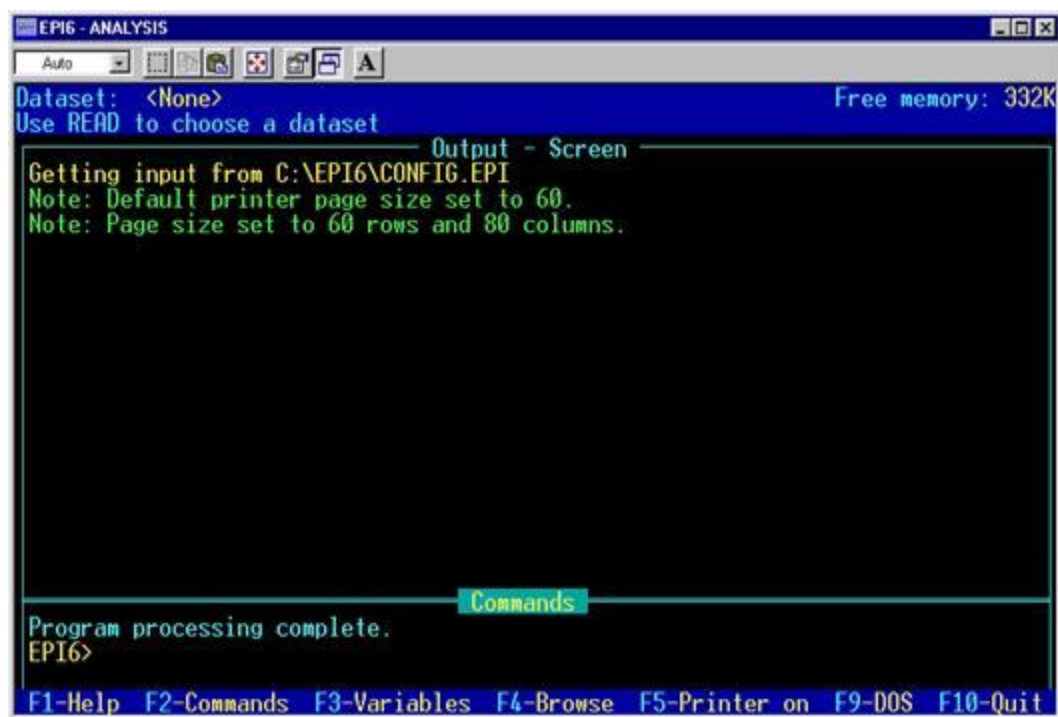 EPI6 - ANALYSIS
Auto A
Dataset: <None> Free memory: 332K
Use READ to choose a dataset
Output - Screen
Getting input from C:\EPI6\CONFIG.EPI
Note: Default printer page size set to 60.
Note: Page size set to 60 rows and 80 columns.
Commands
Program processing complete.
EPI6>
F1-Help F2-Commands F3-Variables F4-Browse F5-Printer on F9-DOS F10-Quit